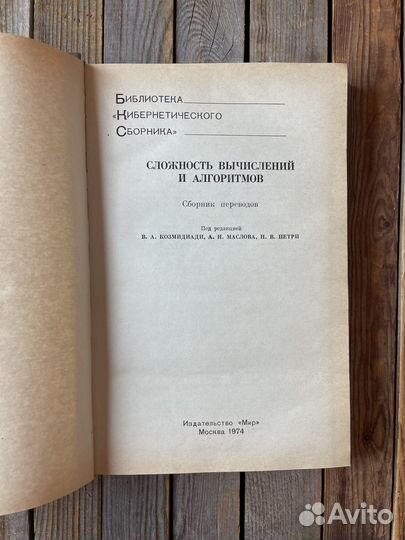 БИБЛИОТЕКА
«КИБЕРНЕТИЧЕСКОГО
СБОРНИКА»
СЛОЖНОСТЬ ВЫЧИСЛЕНИЙ
И АЛГОРИТМОВ
Сборник переводов
Под редакцией
В. А. КОЗМИДИАДИ, А. Н. МАСЛОВА, Н. В. ПЕТРИ
Издательство «Мир»
Москва 1974
Avito